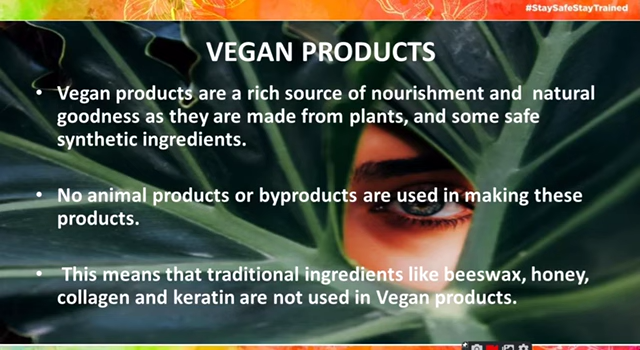 #StaySafeStayTrained
VEGAN PRODUCTS
• Vegan products are a rich source of nourishment and natural
goodness as they are made from plants, and some safe
synthetic ingredients.
• No animal products or byproducts are used in making these
products.
• This means that traditional ingredients like beeswax, honey,
collagen and keratin are not used in Vegan products.